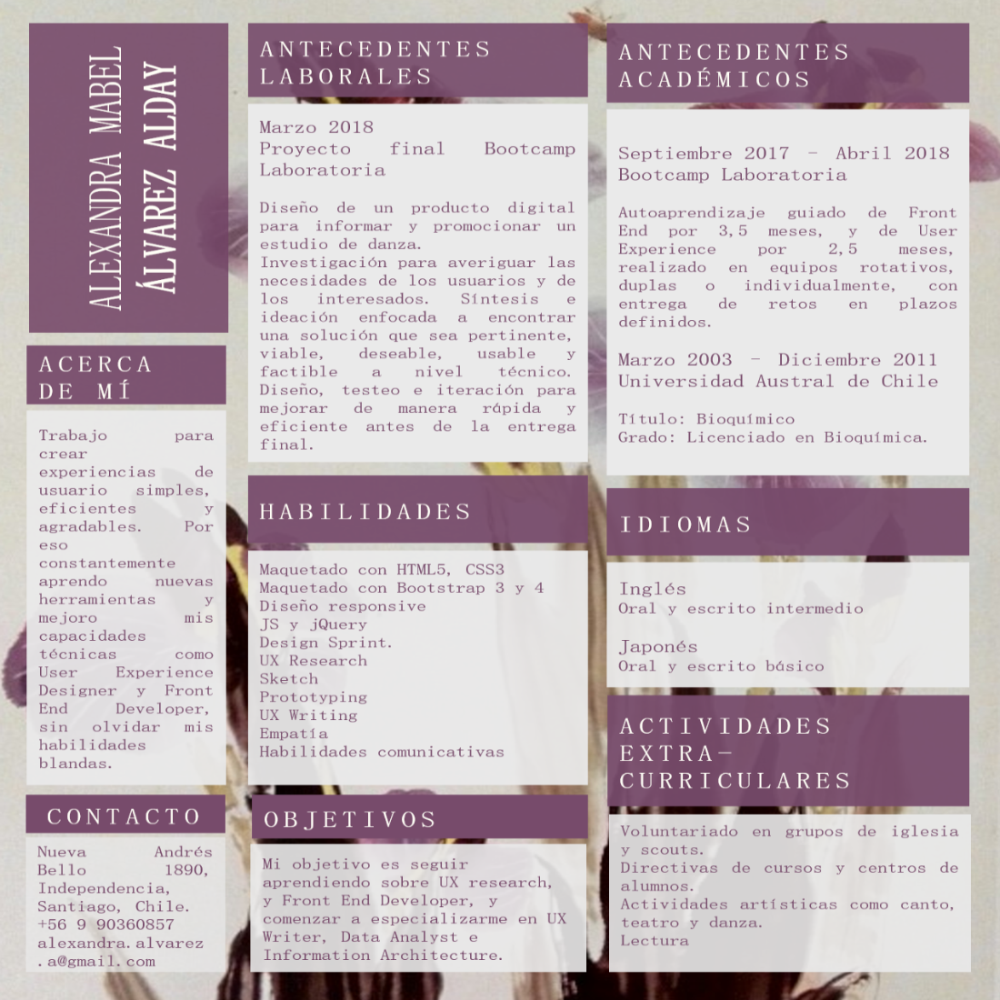 ALEXANDRA MABEL
ÁLVAREZ ALDAY
ACERCA
DE MÍ
Trabajo para
crear
experiencias de
usuario simples,
eficientes y
agradables. Por
eso
constantemente
aprendo nuevas
herramientas y
mejoro mis
capacidades
técnicas como
User Experience
Designer y Front
End Developer,
sin olvidar mis
habilidades
blandas.
CONTACTO
Nueva Andrés
Bello 1890,
Independencia,
Santiago, Chile.
+56 9 90360857
alexandra.alvarez
.a@gmail.com
ANTECEDENTES
LABORALES
Marzo 2018
Proyecto final Bootcamp
Laboratoria
Diseño de un producto digital
para informar y promocionar un
estudio de danza.
Investigación para averiguar las
necesidades de los usuarios y de
los interesados. Síntesis e
ideación enfocada a encontrar
una solución que sea pertinente,
viable, deseable, usable y
factible a nivel técnico.
Diseño, testeo e iteración para
mejorar de manera rápida y
eficiente antes de la entrega
final.
HABILIDADES
Maquetado con HTML5, CSS3
Maquetado con Bootstrap 3 y 4
Diseño responsive
JS y jQuery
Design Sprint.
UX Research
Sketch
Prototyping
UX Writing
Empatía
Habilidades comunicativas
OBJETIVOS
Mi objetivo es seguir
aprendiendo sobre UX research,
y Front End Developer, y
comenzar a especializarme en UX
Writer, Data Analyst e
Information Architecture.
ANTECEDENTES
ACADÉMICOS
Septiembre 2017 - Abril 2018
Bootcamp Laboratoria
Autoaprendizaje guiado de Front
End por 3,5 meses, y de User
Experience por 2,5 meses,
realizado en equipos rotativos,
duplas o individualmente, con
entrega de retos en plazos
definidos.
Marzo 2003 - Diciembre 2011
Universidad Austral de Chile
Título: Bioquímico
Grado: Licenciado en Bioquímica.
IDIOMAS
Inglés
Oral y escrito intermedio
Japonés
Oral y escrito básico
ACTIVIDADES
EXTRA-
CURRICULARES
Voluntariado en grupos de iglesia
y scouts.
Directivas de cursos y centros de
alumnos.
Actividades artísticas como canto,
teatro y danza.
Lectura